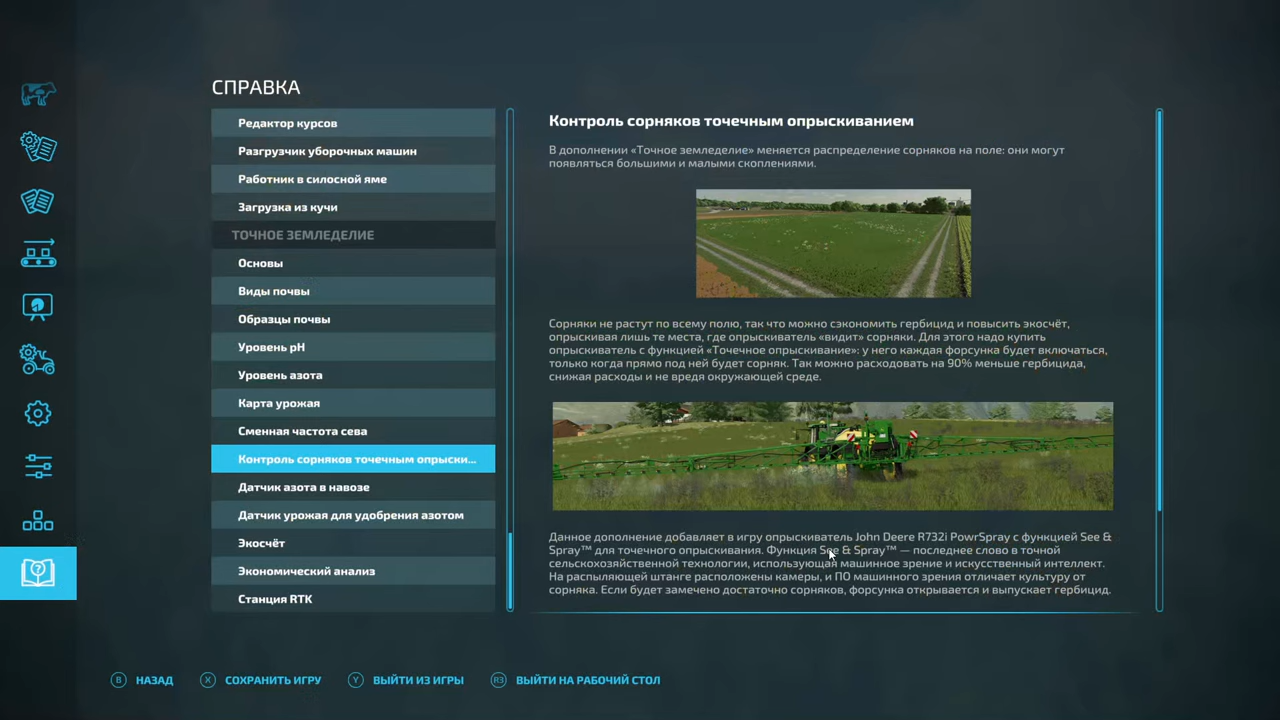 СПРАВКА
Редактор курсов
Разгрузчик уборочных машин
Работник в силосной яме
Загрузка из кучи
ТОЧНОЕ ЗЕМЛЕДЕЛИЕ
Основы
Виды почвы
Образцы почвы
Уровень pH
Уровень азота
Карта урожая
Сменная частота сева
Контроль сорняков точечным опрыски...
Датчик азота в навозе
Датчик урожая для удобрения азотом
Экосчёт
Экономический анализ
Станция RTK
Контроль сорняков точечным опрыскиванием
В дополнении «Точное земледелие» меняется распределение сорняков на поле: они могут
появляться большими и малыми скоплениями.
Сорняки не растут по всему полю, так что можно сэкономить гербицид и повысить экосчёт,
опрыскивая лишь те места, где опрыскиватель «видит» сорняки. Для этого надо купить
опрыскиватель с функцией «Точечное опрыскивание»: у него каждая форсунка будет включаться,
только когда прямо под ней будет сорняк. Так можно расходовать на 90% меньше гербицида,
снижая расходы и не вредя окружающей среде.
Данное дополнение добавляет в игру опрыскиватель John Deere R732i PowrSpray с функцией See &
Spray™ для точечного опрыскивания. Функция See & Spray™ — последнее слово в точной
сельскохозяйственной технологии, использующая машинное зрение и искусственный интеллект.
На распыляющей штанге расположены камеры, и ПО машинного зрения отличает культуру от
сорняка. Если будет замечено достаточно сорняков, форсунка открывается и выпускает гербицид.
B НАЗАД X СОХРАНИТЬ ИГРУ Y ВЫЙТИ ИЗ ИГРЫ R3 ВЫЙТИ НА РАБОЧИЙ СТОЛ